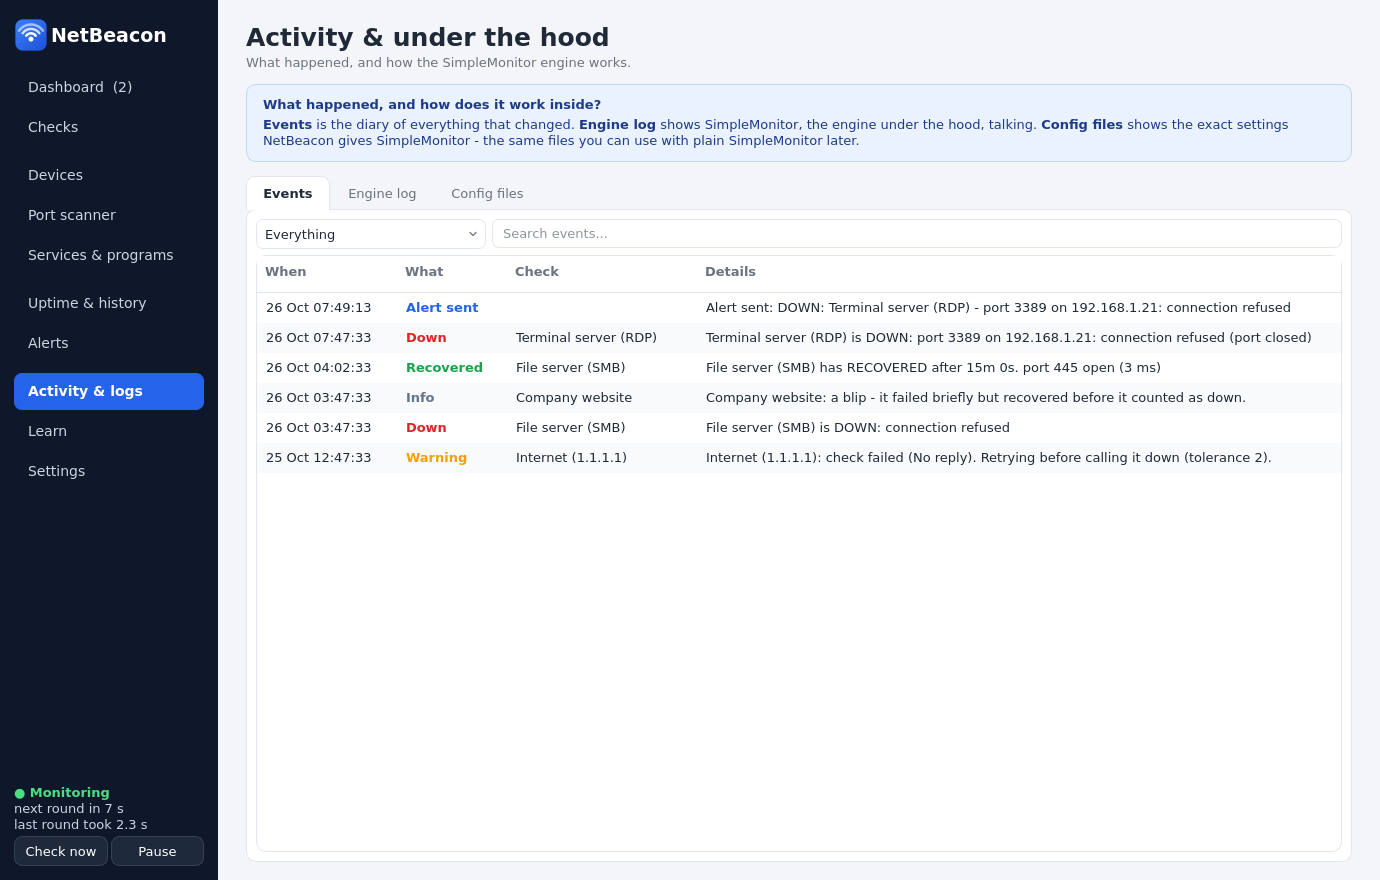 NetBeacon
Dashboard (2)
Checks
Devices
Port scanner
Services & programs
Uptime & history
Alerts
Activity & logs
Learn
Settings
● Monitoring
next round in 7 s
last round took 2.3 s
Check now
Pause
Activity & under the hood
What happened, and how the SimpleMonitor engine works.
What happened, and how does it work inside?
Events is the diary of everything that changed. Engine log shows SimpleMonitor, the engine under the hood, talking. Config files shows the exact settings
NetBeacon gives SimpleMonitor - the same files you can use with plain SimpleMonitor later.
Events Engine log Config files
Everything Search events...
When What Check Details
26 Oct 07:49:13 Alert sent Alert sent: DOWN: Terminal server (RDP) - port 3389 on 192.168.1.21: connection refused
26 Oct 07:47:33 Down Terminal server (RDP) Terminal server (RDP) is DOWN: port 3389 on 192.168.1.21: connection refused (port closed)
26 Oct 04:02:33 Recovered File server (SMB) File server (SMB) has RECOVERED after 15m 0s. port 445 open (3 ms)
26 Oct 03:47:33 Info Company website Company website: a blip - it failed briefly but recovered before it counted as down.
26 Oct 03:47:33 Down File server (SMB) File server (SMB) is DOWN: connection refused
25 Oct 12:47:33 Warning Internet (1.1.1.1) Internet (1.1.1.1): check failed (No reply). Retrying before calling it down (tolerance 2).